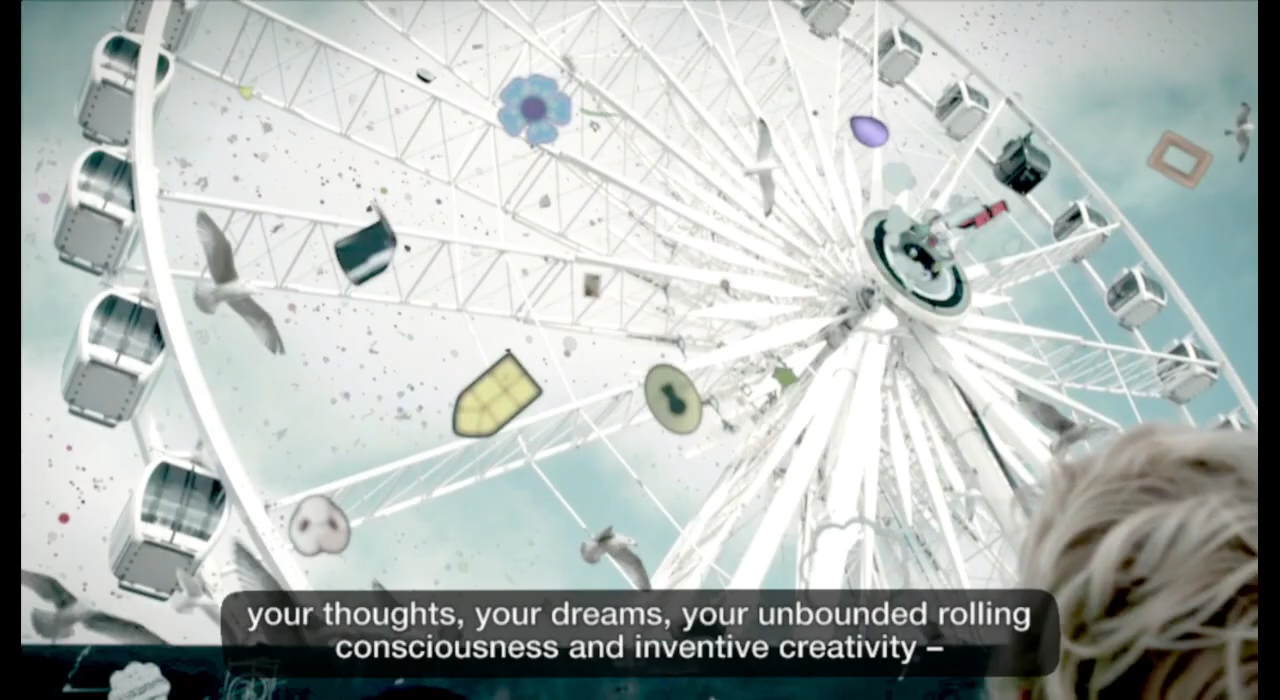 your thoughts, your dreams, your unbounded rolling
consciousness and inventive creativity –